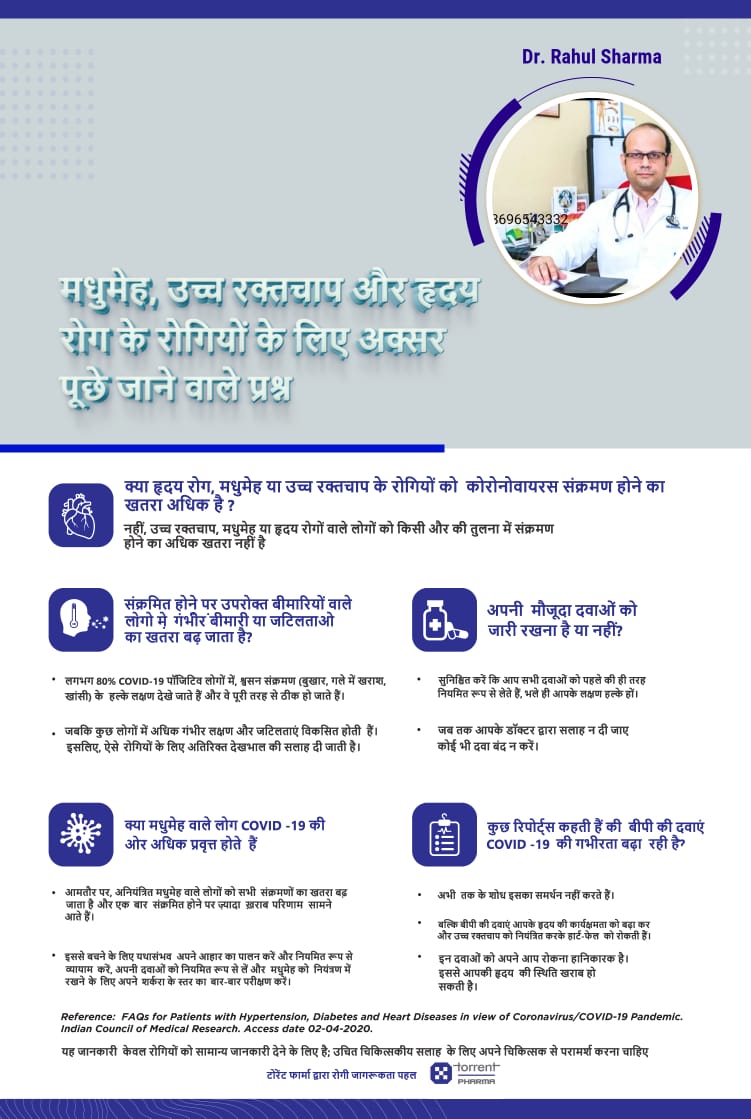 Dr. Rahul Sharma
3696543332
मधुमेह, उच्च रक्तचाप और हृदय
रोग के रोगियों के लिए अक्सर
पूछे जाने वाले प्रश्न
क्या हृदय रोग, मधुमेह या उच्च रक्तचाप के रोगियों को कोरोनोवायरस संक्रमण होने का
खतरा अधिक है ?
नहीं, उच्च रक्तचाप, मधुमेह या हृदय रोगों वाले लोगों को किसी और की तुलना में संक्रमण
होने का अधिक खतरा नहीं है
संक्रमित होने पर उपरोक्त बीमारियों वाले
लोगो मे गंभीर बीमारी या जटिलताओ
का खतरा बढ़ जाता है?
• लगभग 80% COVID-19 पॉजिटिव लोगों में, श्वसन संक्रमण (बुखार, गले में खराश,
खांसी) के हल्के लक्षण देखे जाते हैं और वे पूरी तरह से ठीक हो जाते हैं।
• जबकि कुछ लोगों में अधिक गंभीर लक्षण और जटिलताएं विकसित होती हैं।
इसलिए, ऐसे रोगियों के लिए अतिरिक्त देखभाल की सलाह दी जाती है।
अपनी मौजूदा दवाओं को
जारी रखना है या नहीं?
• सुनिश्चित करें कि आप सभी दवाओं को पहले की ही तरह
नियमित रूप से लेते हैं, भले ही आपके लक्षण हल्के हों।
• जब तक आपके डॉक्टर द्वारा सलाह न दी जाए
कोई भी दवा बंद न करें।
क्या मधुमेह वाले लोग COVID -19 की
ओर अधिक प्रवृत्त होते हैं
• आमतौर पर, अनियंत्रित मधुमेह वाले लोगों को सभी संक्रमणों का खतरा बढ़
जाता है और एक बार संक्रमित होने पर ज़्यादा ख़राब परिणाम सामने
आते हैं।
• इससे बचने के लिए यथासंभव अपने आहार का पालन करें और नियमित रूप से
व्यायाम करें, अपनी दवाओं को नियमित रूप से लें और मधुमेह को नियंत्रण में
रखने के लिए अपने शर्करा के स्तर का बार-बार परीक्षण करें।
कुछ रिपोर्ट्स कहती हैं की बीपी की दवाएं
COVID -19 की गभीरता बढ़ा रही है?
• अभी तक के शोध इसका समर्थन नहीं करते हैं।
• बल्कि बीपी की दवाएं आपके हृदय की कार्यक्षमता को बढ़ा कर
और उच्च रक्तचाप को नियंत्रित करके हार्ट-फेल को रोकती हैं।
• इन दवाओं को अपने आप रोकना हानिकारक है।
इससे आपकी हृदय की स्थिति खराब हो
सकती है।
Reference: FAQs for Patients with Hypertension, Diabetes and Heart Diseases in view of Coronavirus/COVID-19 Pandemic.
Indian Council of Medical Research. Access date 02-04-2020.
यह जानकारी केवल रोगियों को सामान्य जानकारी देने के लिए है; उचित चिकित्सकीय सलाह के लिए अपने चिकित्सक से परामर्श करना चाहिए
टोरेंट फार्मा द्वारा रोगी जागरूकता पहल
torrent
PHARMA